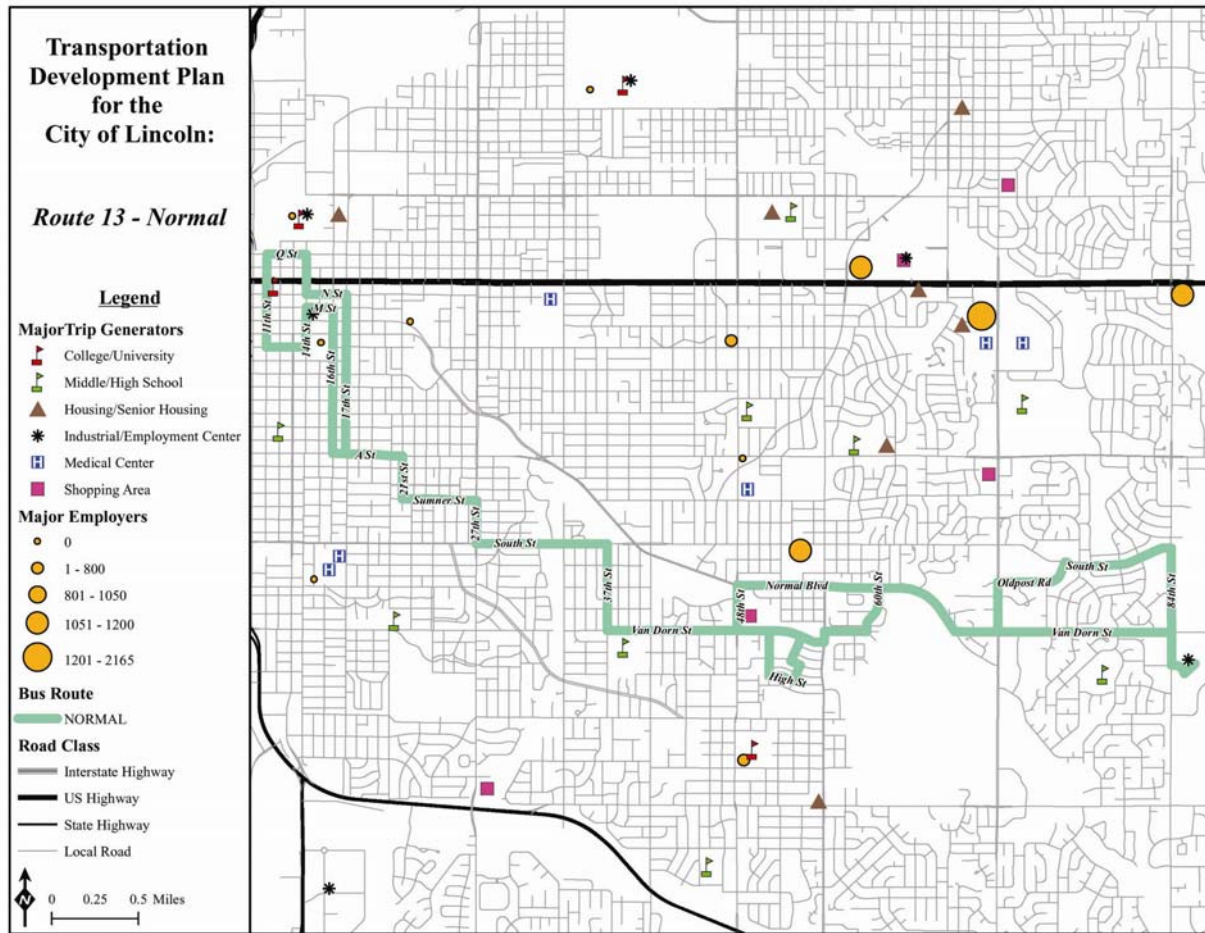 Transportation
Development Plan
for the
City of Lincoln:
Route 13 - Normal
Legend
MajorTrip Generators
College/University
Middle/High School
Housing/Senior Housing
Industrial/Employment Center
Medical Center
Shopping Area
Major Employers
0
1 - 800
801 - 1050
1051 - 1200
1201 - 2165
Bus Route
NORMAL
Road Class
Interstate Highway
US Highway
State Highway
Local Road
N
0 0.25 0.5 Miles
Q St
N St
M St
11th St
14th St
16th St
17th St
A St
21st St
Sumner St
27th St
South St
37th St
Normal Blvd
48th St
60th St
Van Dorn St
High St
Oldpost Rd
South St
84th St
Van Dorn St
H
H
H
H
H
H